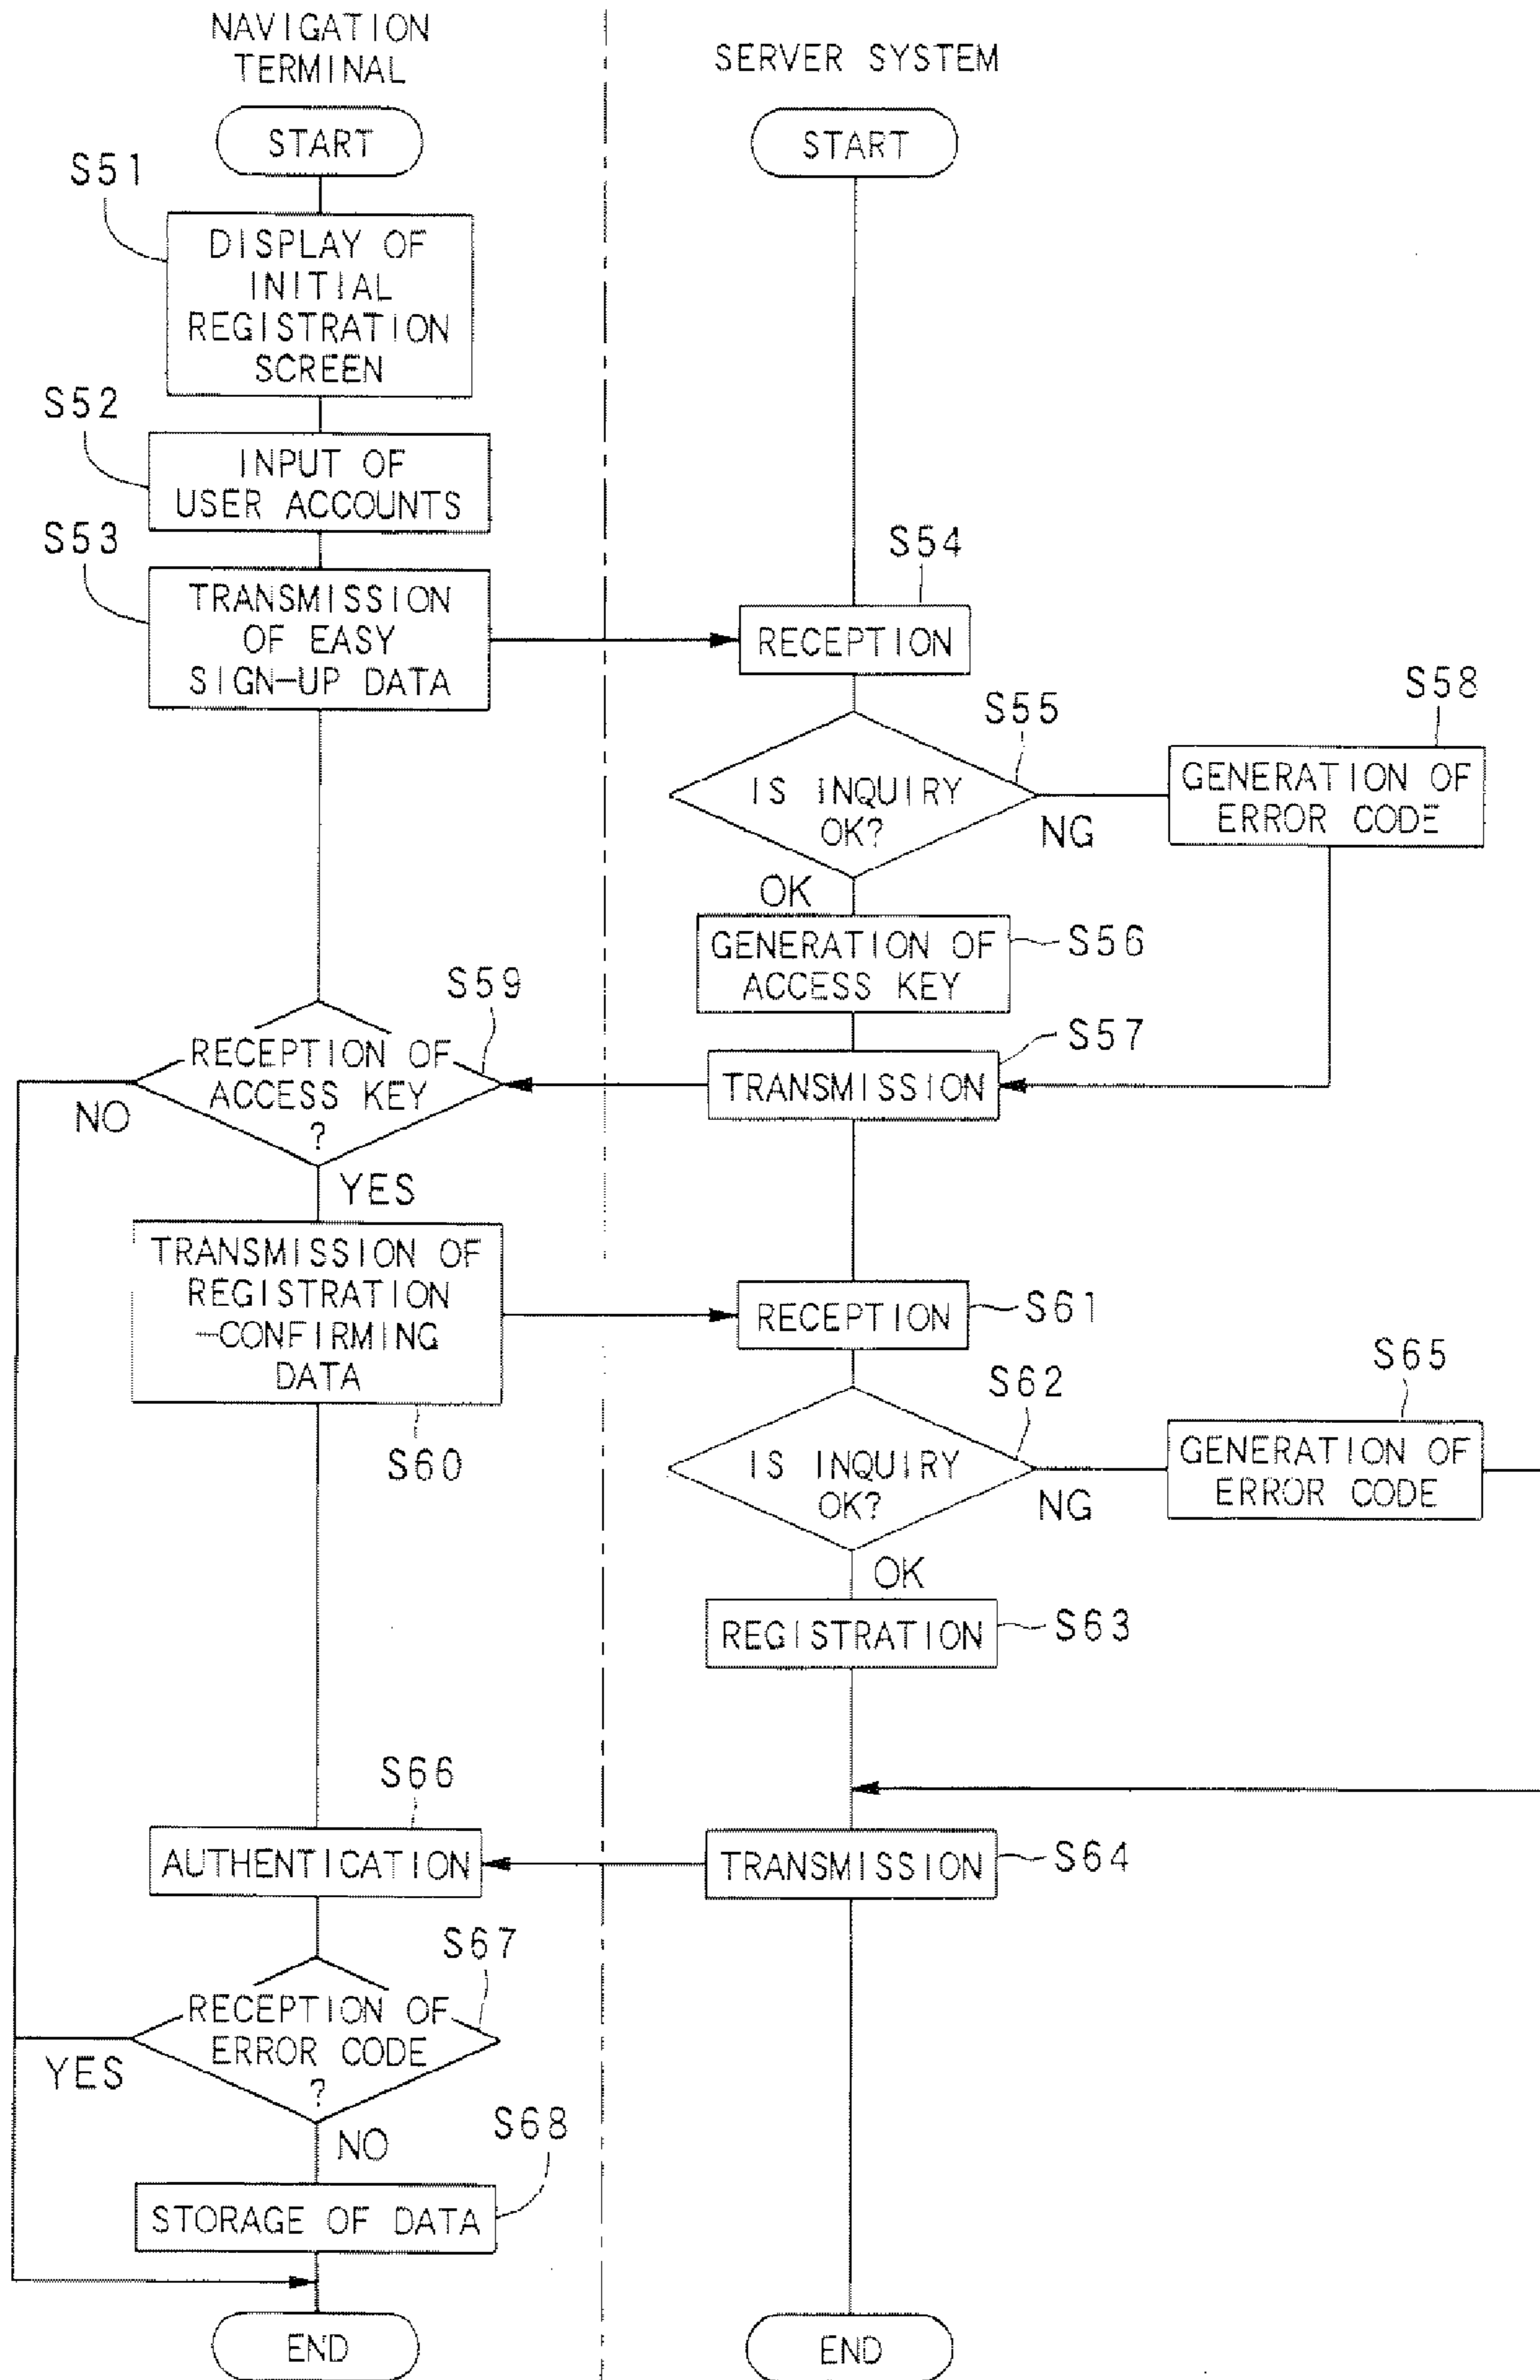 NAVIGATION
TERMINAL
SERVER SYSTEM
START
START
S51
DISPLAY OF
INITIAL
REGISTRATION
SCREEN
S52
INPUT OF
USER ACCOUNTS
S53
TRANSMISSION
OF EASY
SIGN-UP DATA
S54
RECEPTION
S55
IS INQUIRY
OK?
NG
S58
GENERATION OF
ERROR CODE
OK
GENERATION OF
ACCESS KEY
S56
S57
TRANSMISSION
S59
RECEPTION OF
ACCESS KEY
?
NO
YES
TRANSMISSION OF
REGISTRATION
-CONFIRMING
DATA
S60
RECEPTION
S61
S62
IS INQUIRY
OK?
NG
S65
GENERATION OF
ERROR CODE
OK
REGISTRATION
S63
S66
AUTHENTICATION
TRANSMISSION
S64
S67
RECEPTION OF
ERROR CODE
?
YES
NO
S68
STORAGE OF DATA
END
END